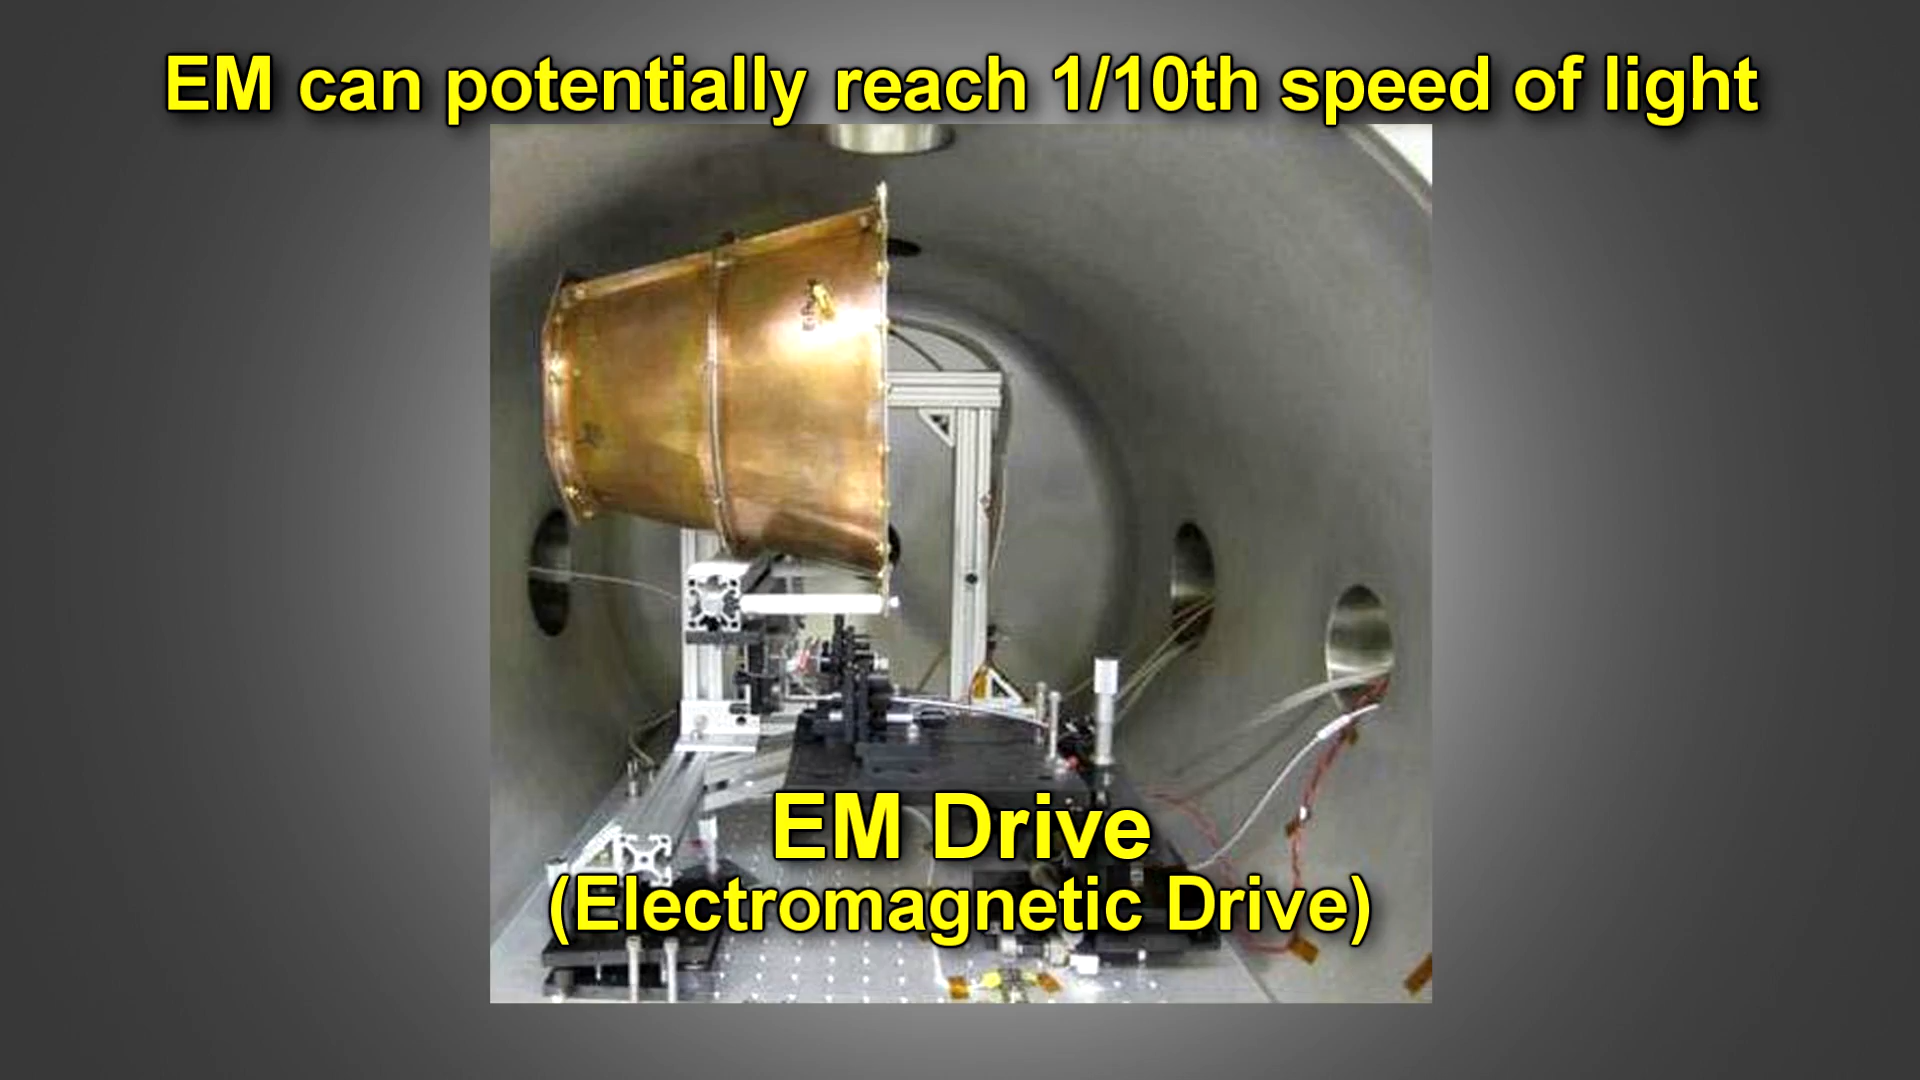 EM can potentially reach 1/10th speed of light
EM Drive
(Electromagnetic Drive)